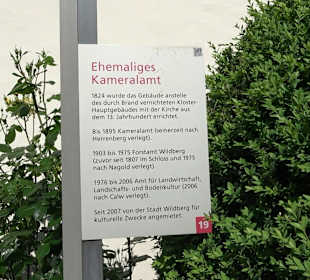 Ehemaliges
Kameralamt
1824 wurde das Gebäude anstelle
des durch Brand vernichteten Kloster-
Hauptgebäudes mit der Kirche aus
dem 13. Jahrhundert errichtet.
Bis 1895 Kameralamt (seinerzeit nach
Herrenberg verlegt).
1903 bis 1975 Forstamt Wildberg
(zuvor seit 1807 im Schloss und 1975
nach Nagold verlegt)
1976 bis 2006 Amt für Landwirtschaft,
Landschafts- und Bodenkultur (2006
nach Calw verlegt).
Seit 2007 von der Stadt Wildberg für
kulturelle Zwecke angemietet.
19